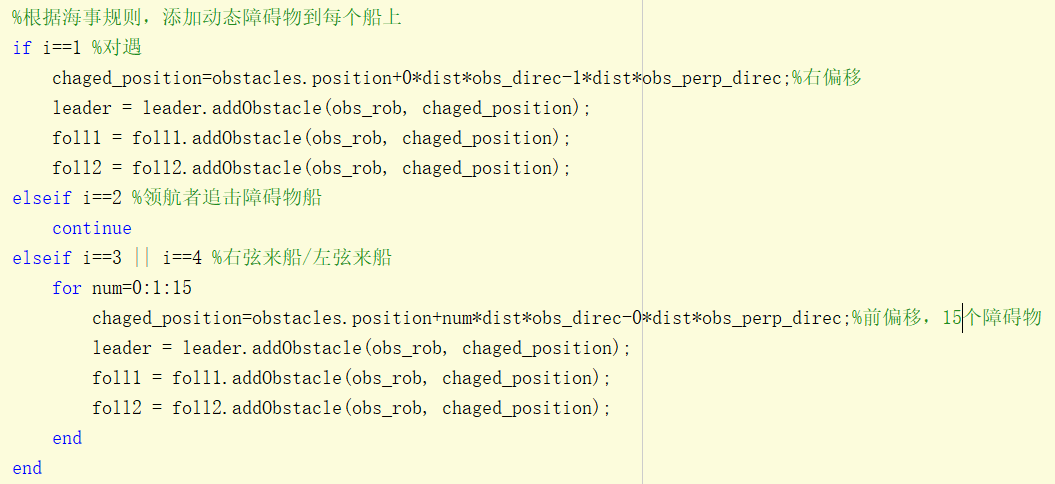 %根据海事规则，添加动态障碍物到每个船上
if i==1 %对遇
chaged_position=obstacles.position+0*dist*obs_direc-1*dist*obs_perp_direc;%右偏移
leader = leader.addObstacle(obs_rob, chaged_position);
foll1 = foll1.addObstacle(obs_rob, chaged_position);
foll2 = foll2.addObstacle(obs_rob, chaged_position);
elseif i==2 %领航者追击障碍物船
continue
elseif i==3 || i==4 %右弦来船/左弦来船
for num=0:1:15
chaged_position=obstacles.position+num*dist*obs_direc-0*dist*obs_perp_direc;%前偏移，15个障碍物
leader = leader.addObstacle(obs_rob, chaged_position);
foll1 = foll1.addObstacle(obs_rob, chaged_position);
foll2 = foll2.addObstacle(obs_rob, chaged_position);
end
end